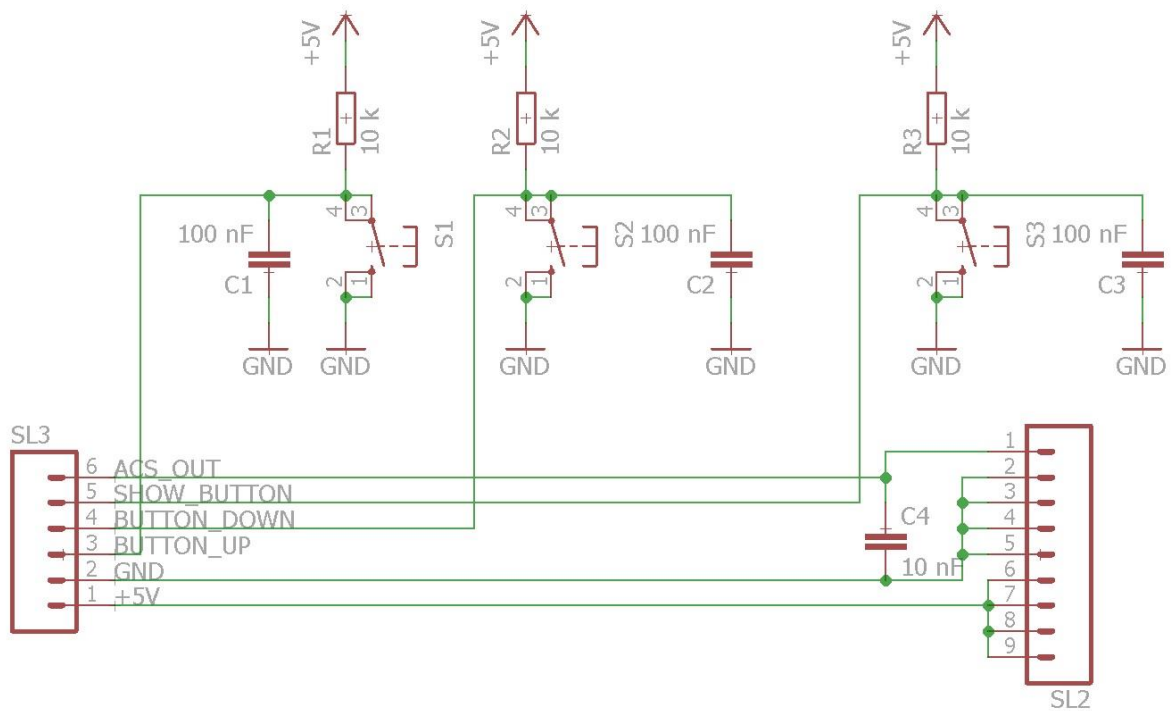 +5V
+5V
+5V
R1
10 k
R2
10 k
R3
10 k
4
3
4
3
4
3
100 nF
C1
S1
S2
100 nF
C2
S3
100 nF
C3
2
1
2
1
2
1
GND
GND
GND
GND
GND
GND
SL3
6 ACS_OUT
5 SHOW_BUTTON
4 BUTTON_DOWN
3 BUTTON_UP
2 GND
1 +5V
C4
10 nF
1
2
3
4
5
6
7
8
9
SL2